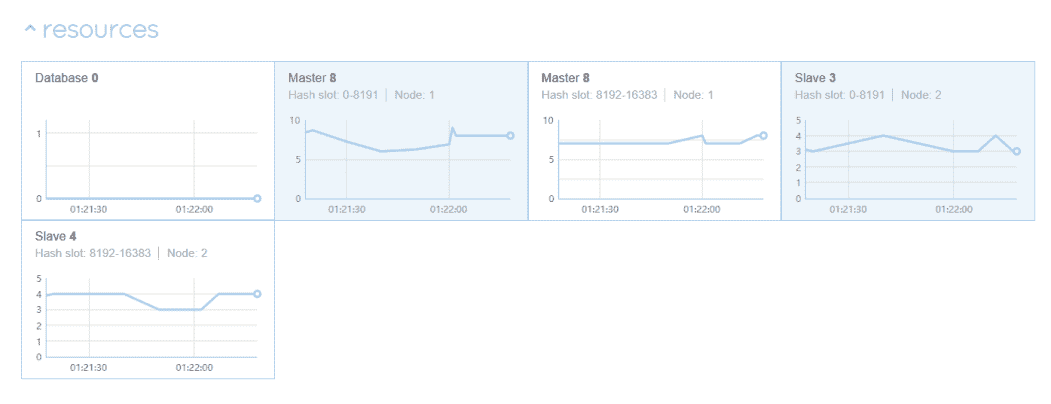 resources
Database 0
1
0
01:21:30 01:22:00
Master 8
Hash slot: 0-8191 | Node: 1
10
5
0
01:21:30 01:22:00
Master 8
Hash slot: 8192-16383 | Node: 1
10
5
0
01:21:30 01:22:00
Slave 3
Hash slot: 0-8191 | Node: 2
5
4
3
2
1
0
01:21:30 01:22:00
Slave 4
Hash slot: 8192-16383 | Node: 2
5
4
3
2
1
0
01:21:30 01:22:00